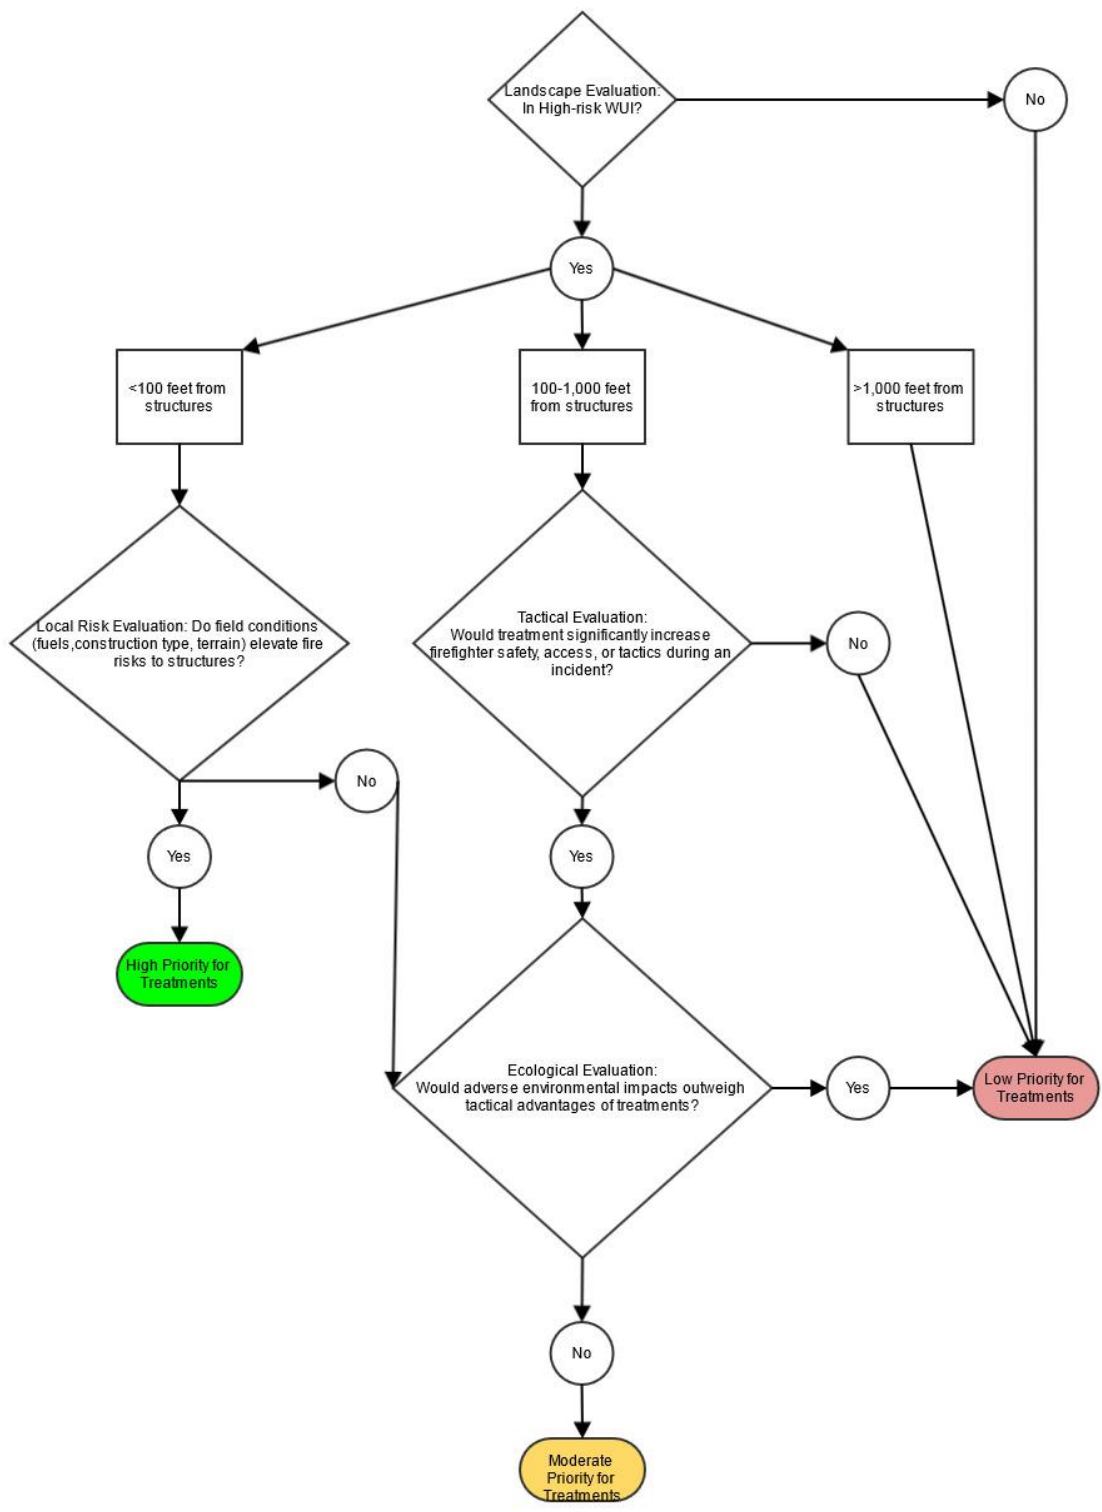 Landscape Evaluation:
In High-risk WUI?
No
Yes
<100 feet from
structures
100-1,000 feet
from structures
>1,000 feet from
structures
Local Risk Evaluation: Do field conditions
(fuels,construction type, terrain) elevate fire
risks to structures?
Tactical Evaluation:
Would treatment significantly increase
firefighter safety, access, or tactics during an
incident?
No
No
Yes
Yes
High Priority for
Treatments
Ecological Evaluation:
Would adverse environmental impacts outweigh
tactical advantages of treatments?
Yes
Low Priority for
Treatments
No
Moderate
Priority for
Treatments